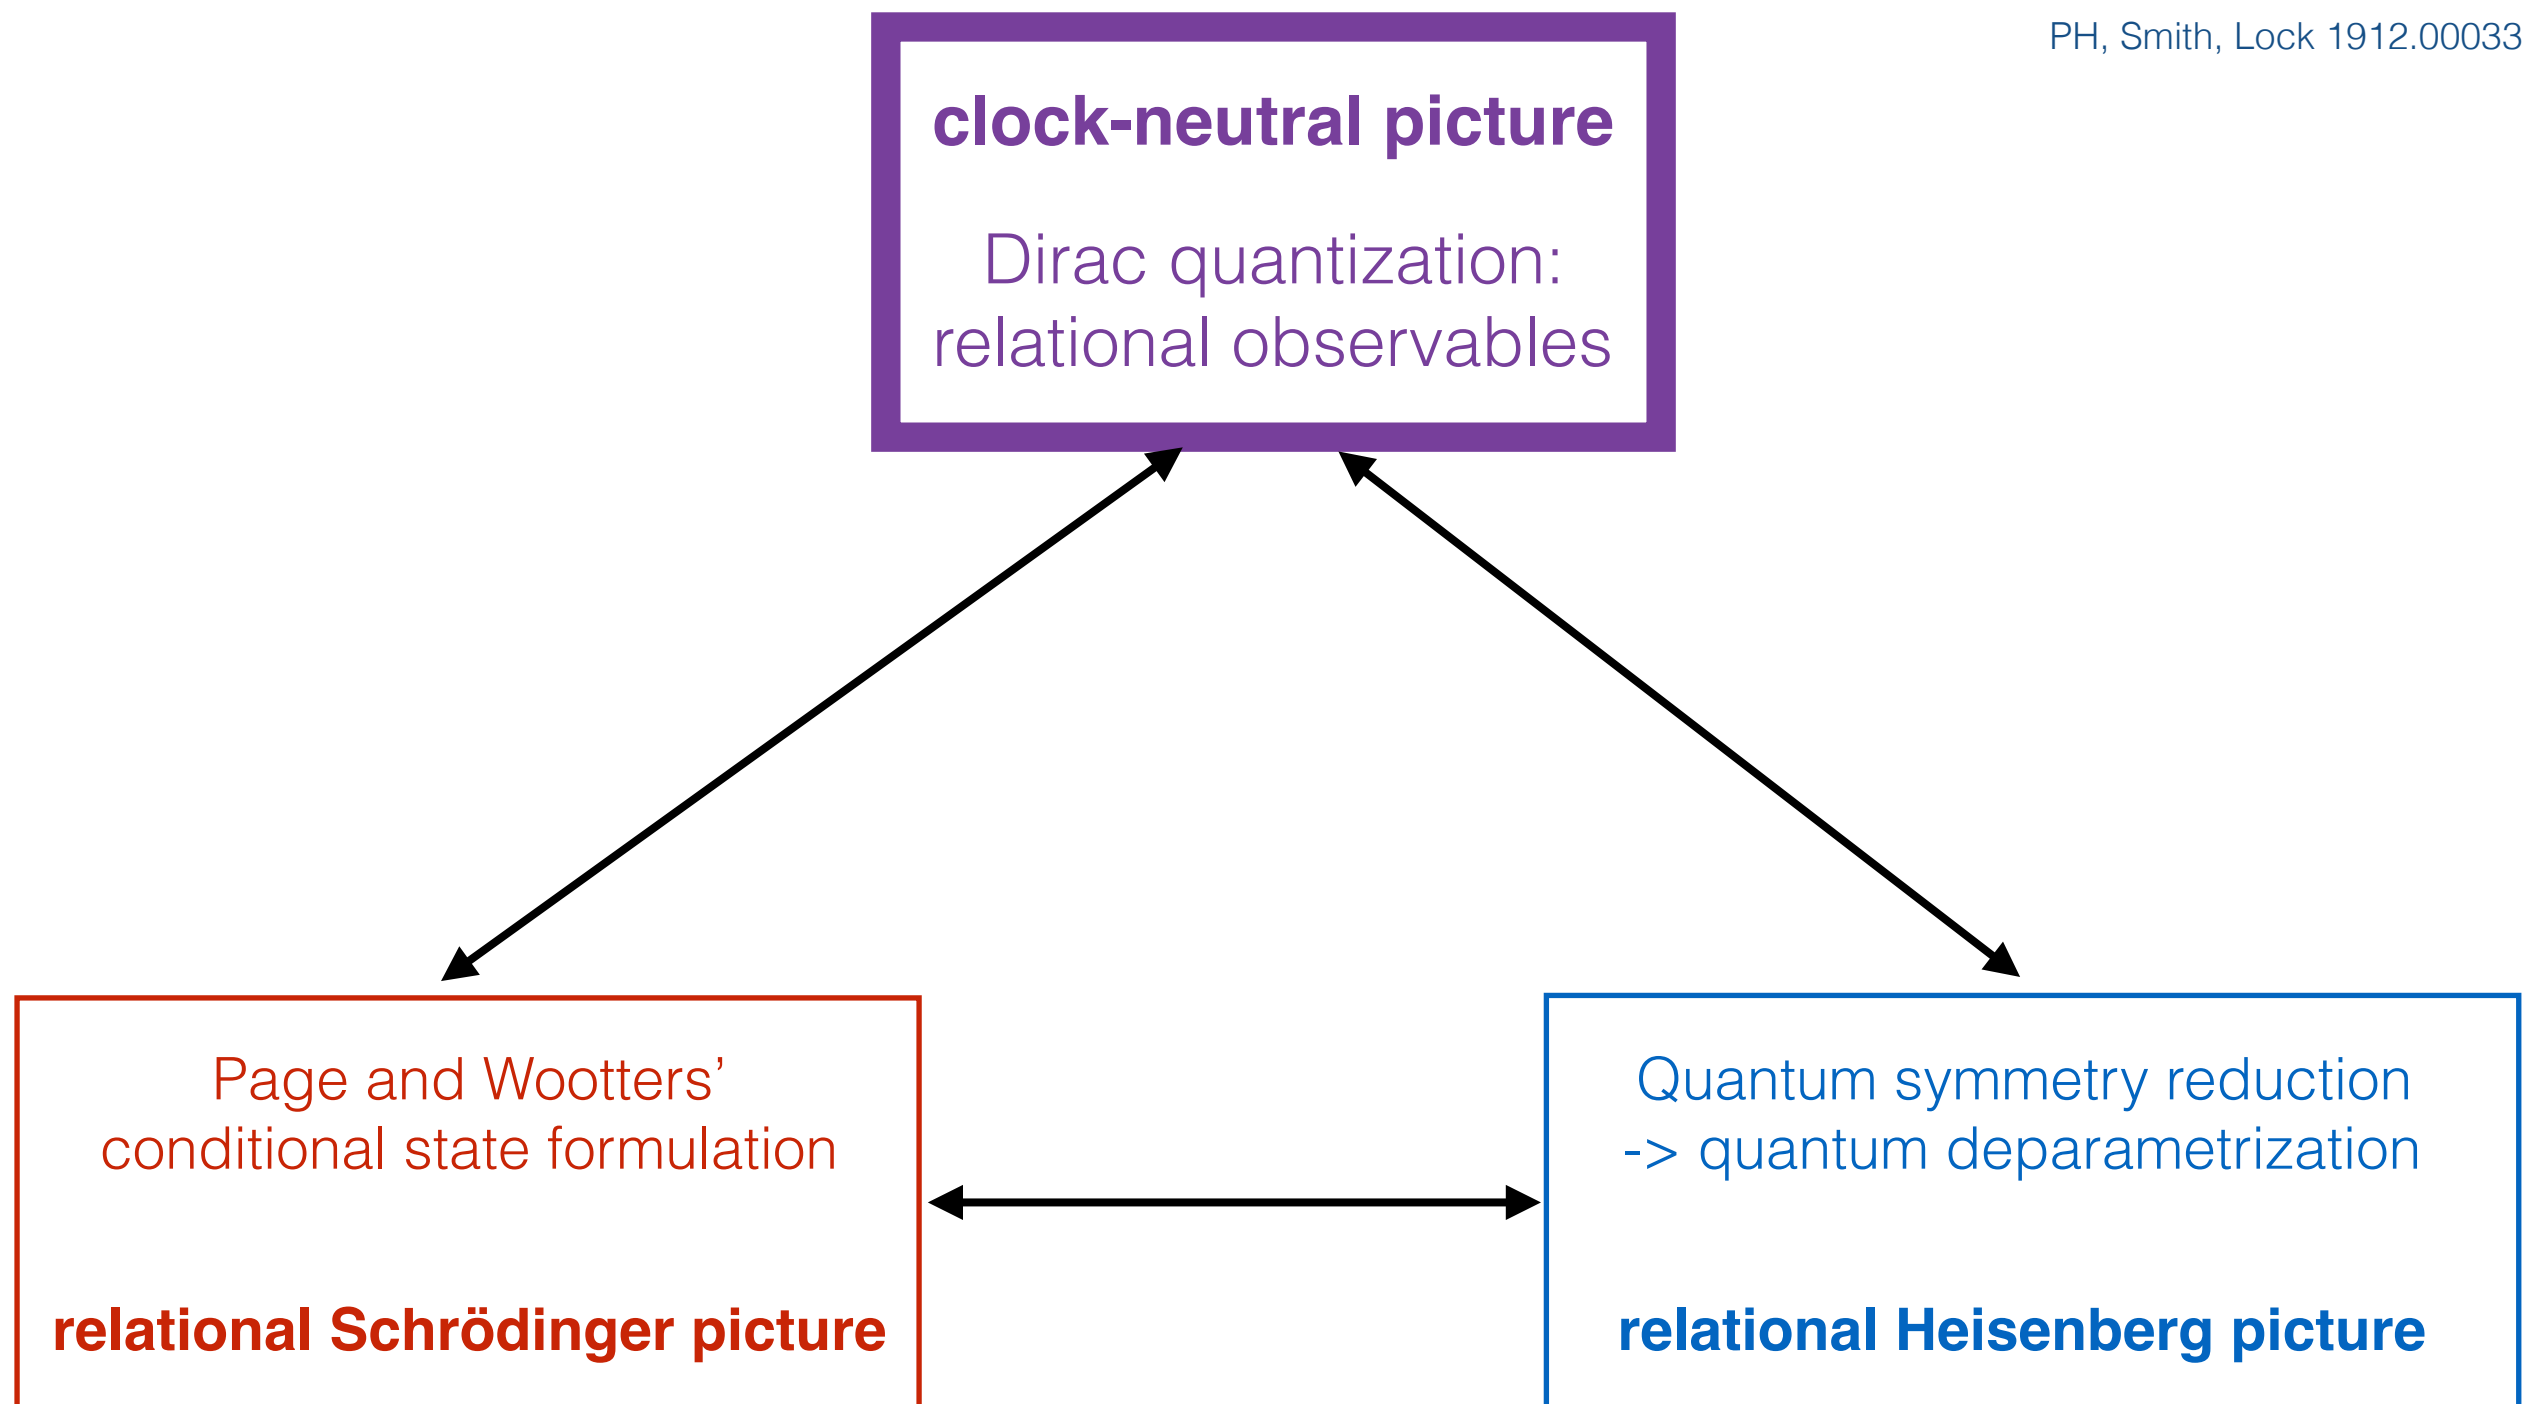 PH, Smith, Lock 1912.00033
clock-neutral picture
Dirac quantization:
relational observables
Page and Wootters’
conditional state formulation
relational Schrödinger picture
Quantum symmetry reduction
-> quantum deparametrization
relational Heisenberg picture